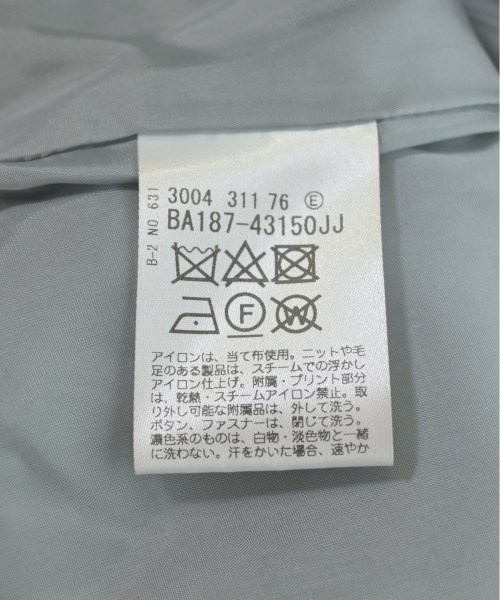 B-2 NO.631
3004 311 76 Ⓔ
BA187-43150JJ
F
W
アイロンは、当て布使用。ニットや毛
足のある製品は、スチームでの浮かし
アイロン仕上げ。附属・プリント部分
は、乾熱・スチームアイロン禁止。取
り外し可能な附属品は、外して洗う。
ボタン、ファスナーは、閉じて洗う。
濃色系のものは、白物・淡色物と一緒
に洗わない。汗をかいた場合、速やか